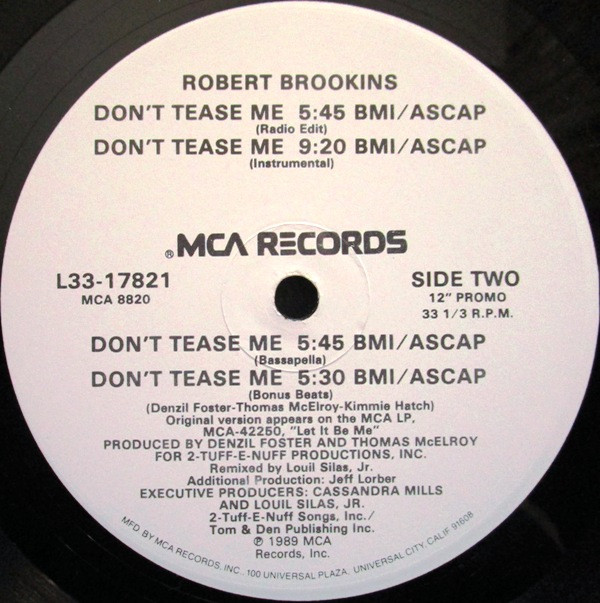 ROBERT BROOKINS
DON'T TEASE ME 5:45 BMI/ASCAP
(Radio Edit)
DON'T TEASE ME 9:20 BMI/ASCAP
(Instrumental)
® MCA RECORDS
L33-17821
MCA 8820
SIDE TWO
12" PROMO
33 1/3 R.P.M.
DON'T TEASE ME 5:45 BMI/ASCAP
(Bassapella)
DON'T TEASE ME 5:30 BMI/ASCAP
(Bonus Beats)
(Denzil Foster-Thomas McElroy-Kimmie Hatch)
Original version appears on the MCA LP,
MCA-42250, "Let It Be Me"
PRODUCED BY DENZIL FOSTER AND THOMAS McELROY
FOR 2-TUFF-E-NUFF PRODUCTIONS, INC.
Remixed by Louil Silas, Jr.
Additional Production: Jeff Lorber
EXECUTIVE PRODUCERS: CASSANDRA MILLS
AND LOUIL SILAS, JR.
2-Tuff-E-Nuff Songs, Inc./
Tom & Den Publishing Inc.
℗ 1989 MCA
Records, Inc.
MFD BY MCA RECORDS, INC., 100 UNIVERSAL PLAZA, UNIVERSAL CITY, CALIF 91608